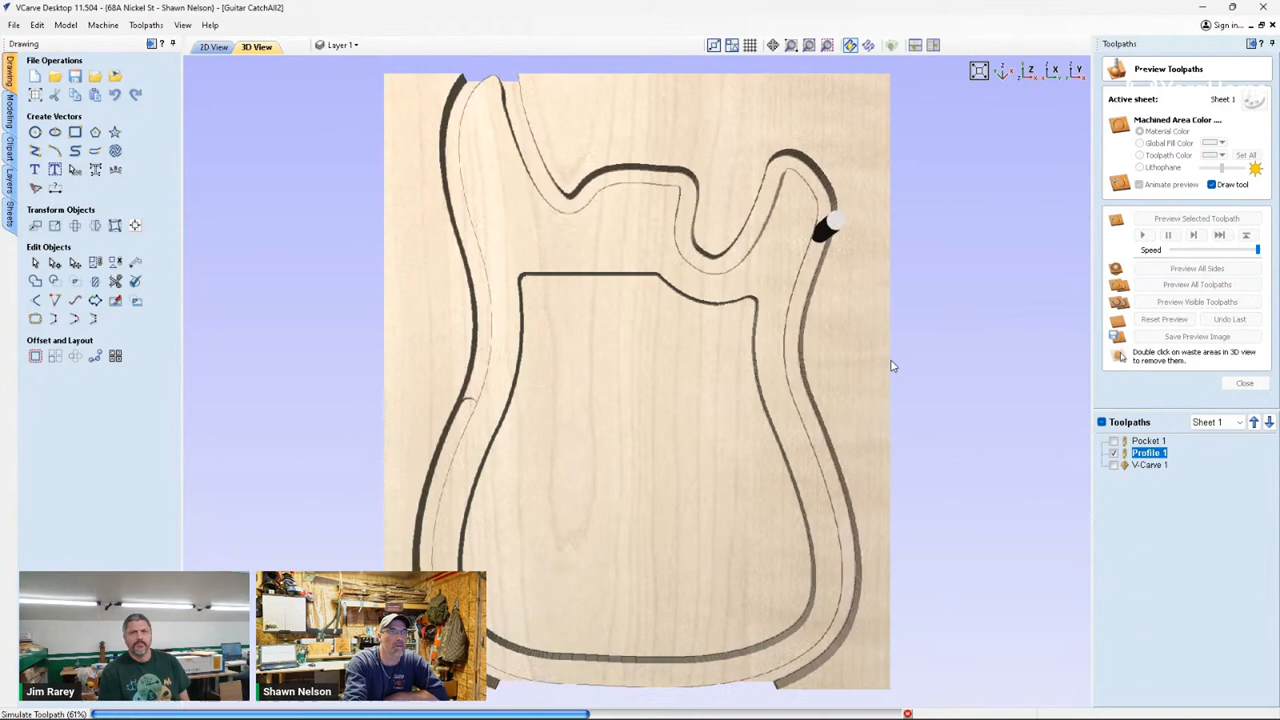 VCarve Desktop 11.504 - {68A Nickel St - Shawn Nelson} - [Guitar CatchAll2]
File Edit Model Machine Toolpaths View Help
Sign in...
Drawing
2D View
3D View
Layer 1
Toolpaths
Drawing
Modeling
Clipart
Layers
Sheets
File Operations
Create Vectors
Transform Objects
Edit Objects
Offset and Layout
Z
X
Y
Preview Toolpaths
Active sheet: Sheet 1
Machined Area Color ....
Material Color
Global Fill Color
Toolpath Color
Set All
Lithophane
Animate preview
Draw tool
Preview Selected Toolpath
Speed
Preview All Sides
Preview All Toolpaths
Preview Visible Toolpaths
Reset Preview
Undo Last
Save Preview Image
Double click on waste areas in 3D view
to remove them.
Close
Toolpaths
Sheet 1
Pocket 1
Profile 1
V-Carve 1
Jim Rarey
Shawn Nelson
Simulate Toolpath (61%)